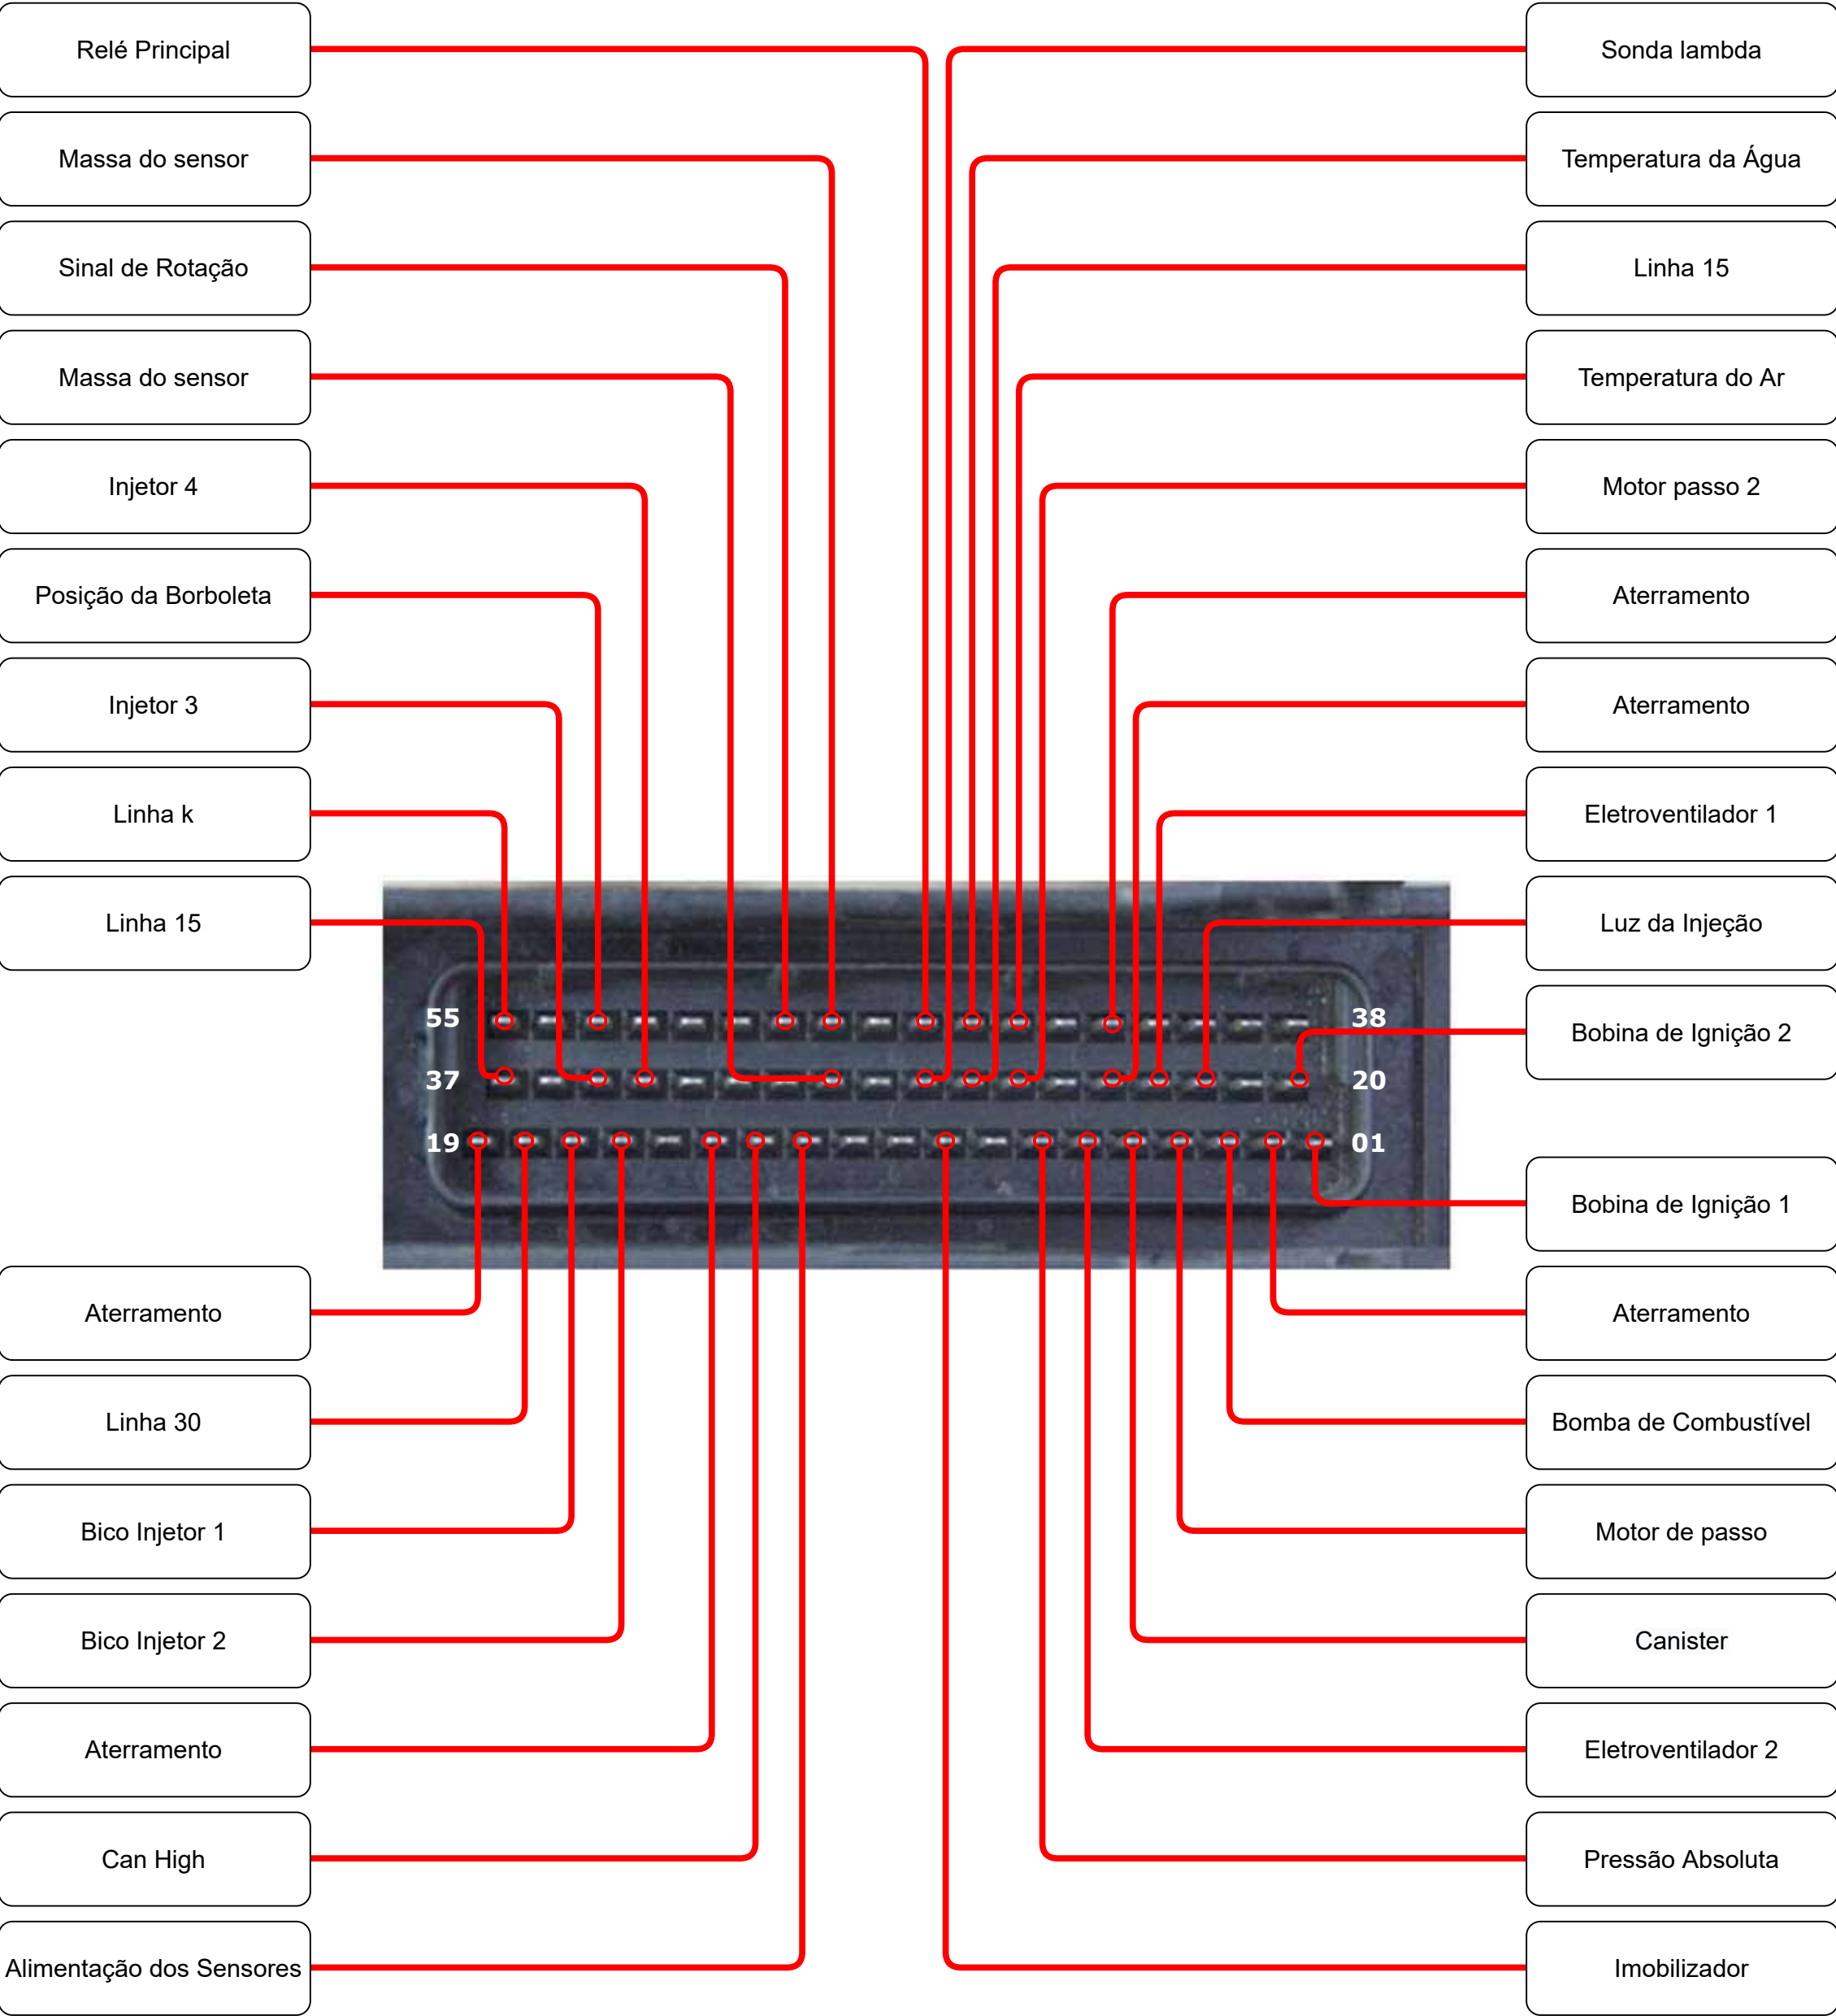 Relé Principal
Sonda lambda
Massa do sensor
Temperatura da Água
Sinal de Rotação
Linha 15
Massa do sensor
Temperatura do Ar
Injetor 4
Motor passo 2
Posição da Borboleta
Aterramento
Injetor 3
Aterramento
Linha k
Eletroventilador 1
Linha 15
Luz da Injeção
55
38
Bobina de Ignição 2
37
20
19
01
Bobina de Ignição 1
Aterramento
Aterramento
Linha 30
Bomba de Combustível
Bico Injetor 1
Motor de passo
Bico Injetor 2
Canister
Aterramento
Eletroventilador 2
Can High
Pressão Absoluta
Alimentação dos Sensores
Imobilizador